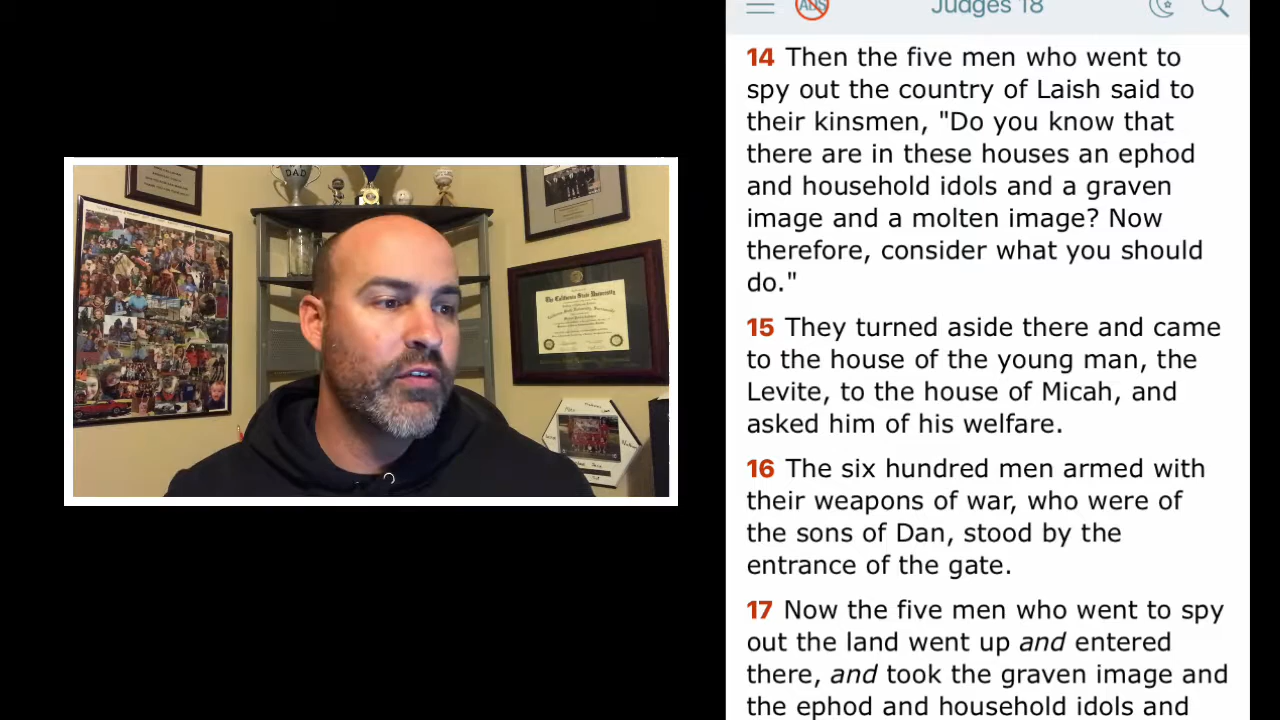 ADS
Judges 18
14 Then the five men who went to
spy out the country of Laish said to
their kinsmen, "Do you know that
there are in these houses an ephod
and household idols and a graven
image and a molten image? Now
therefore, consider what you should
do."
15 They turned aside there and came
to the house of the young man, the
Levite, to the house of Micah, and
asked him of his welfare.
16 The six hundred men armed with
their weapons of war, who were of
the sons of Dan, stood by the
entrance of the gate.
17 Now the five men who went to spy
out the land went up and entered
there, and took the graven image and
the ephod and household idols and
DAD
The California State University